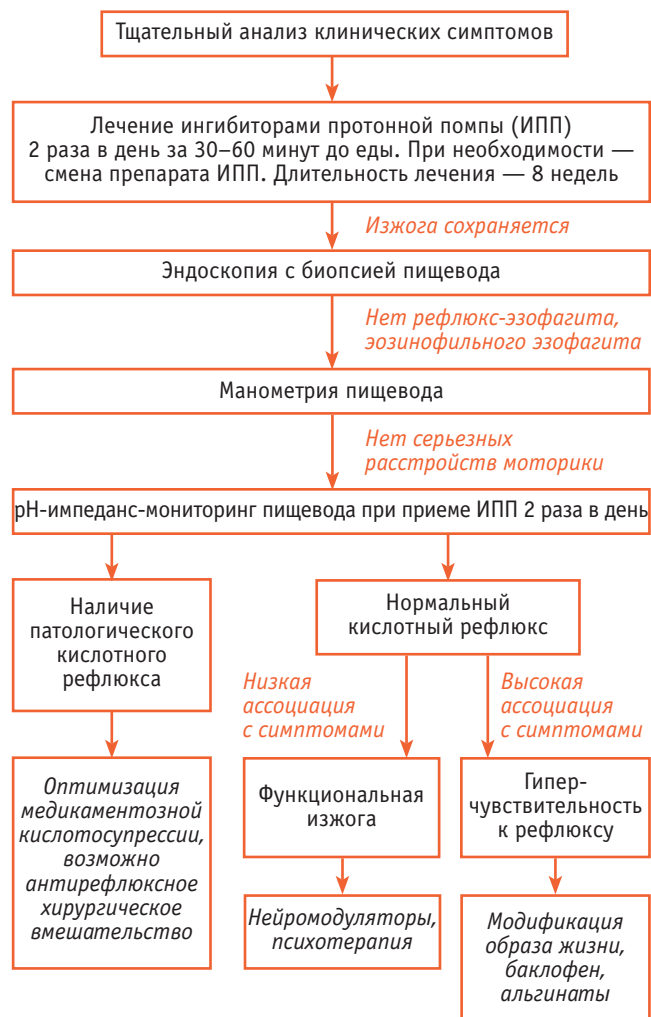 Тщательный анализ клинических симптомов
Лечение ингибиторами протонной помпы (ИПП)
2 раза в день за 30–60 минут до еды. При необходимости —
смена препарата ИПП. Длительность лечения — 8 недель
Изжога сохраняется
Эндоскопия с биопсией пищевода
Нет рефлюкс-эзофагита,
эозинофильного эзофагита
Манометрия пищевода
Нет серьезных
расстройств моторики
pH-импеданс-мониторинг пищевода при приеме ИПП 2 раза в день
Наличие
патологического
кислотного
рефлюкса
Нормальный
кислотный рефлюкс
Низкая
ассоциация
с симптомами
Высокая
ассоциация
с симптомами
Оптимизация
медикаментозной
кислотосупрессии,
возможно
антирефлюксное
хирургическое
вмешательство
Функциональная
изжога
Гипер-
чувствительность
к рефлюксу
Нейромодуляторы,
психотерапия
Модификация
образа жизни,
баклофен,
альгинаты